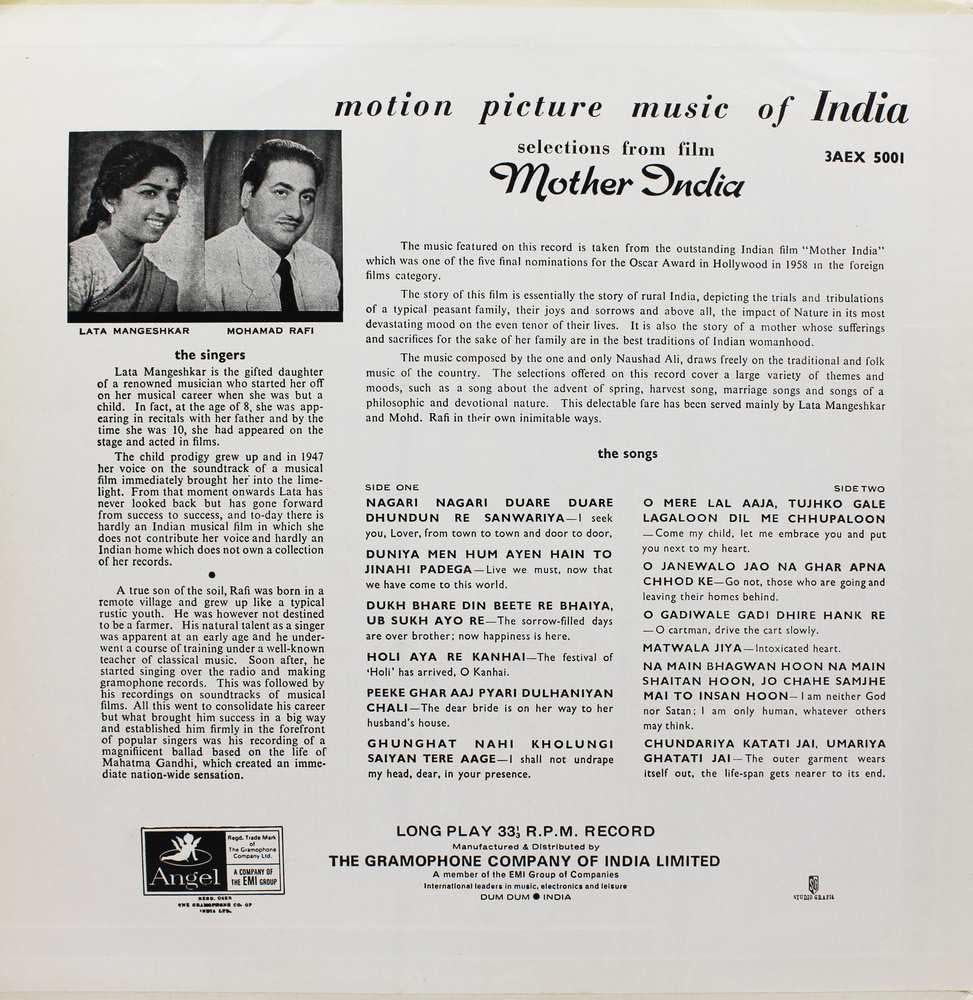 motion picture music of India
selections from film
3AEX 5001
Mother India
LATA MANGESHKAR
MOHAMAD RAFI
the singers
Lata Mangeshkar is the gifted daughter
of a renowned musician who started her off
on her musical career when she was but a
child. In fact, at the age of 8, she was app-
earing in recitals with her father and by the
time she was 10, she had appeared on the
stage and acted in films.
The child prodigy grew up and in 1947
her voice on the soundtrack of a musical
film immediately brought her into the lime-
light. From that moment onwards Lata has
never looked back but has gone forward
from success to success, and to-day there is
hardly an Indian musical film in which she
does not contribute her voice and hardly an
Indian home which does not own a collection
of her records.
A true son of the soil, Rafi was born in a
remote village and grew up like a typical
rustic youth. He was however not destined
to be a farmer. His natural talent as a singer
was apparent at an early age and he under-
went a course of training under a well-known
teacher of classical music. Soon after, he
started singing over the radio and making
gramophone records. This was followed by
his recordings on soundtracks of musical
films. All this went to consolidate his career
but what brought him success in a big way
and established him firmly in the forefront
of popular singers was his recording of a
magnificent ballad based on the life of
Mahatma Gandhi, which created an imme-
diate nation-wide sensation.
The music featured on this record is taken from the outstanding Indian film "Mother India"
which was one of the five final nominations for the Oscar Award in Hollywood in 1958 in the foreign
films category.
The story of this film is essentially the story of rural India, depicting the trials and tribulations
of a typical peasant family, their joys and sorrows and above all, the impact of Nature in its most
devastating mood on the even tenor of their lives. It is also the story of a mother whose sufferings
and sacrifices for the sake of her family are in the best traditions of Indian womanhood.
The music composed by the one and only Naushad Ali, draws freely on the traditional and folk
music of the country. The selections offered on this record cover a large variety of themes and
moods, such as a song about the advent of spring, harvest song, marriage songs and songs of a
philosophic and devotional nature. This delectable fare has been served mainly by Lata Mangeshkar
and Mohd. Rafi in their own inimitable ways.
the songs
SIDE ONE
NAGARI NAGARI DUARE DUARE
DHUNDUN RE SANWARIYA—I seek
you, Lover, from town to town and door to door,
DUNIYA MEN HUM AYEN HAIN TO
JINAHI PADEGA—Live we must, now that
we have come to this world.
DUKH BHARE DIN BEETE RE BHAIYA,
UB SUKH AYO RE—The sorrow-filled days
are over brother; now happiness is here.
HOLI AYA RE KANHAI—The festival of
'Holi' has arrived, O Kanhai.
PEEKE GHAR AAJ PYARI DULHANIYAN
CHALI—The dear bride is on her way to her
husband's house.
GHUNGHAT NAHI KHOLUNGI
SAIYAN TERE AAGE—I shall not undrape
my head, dear, in your presence.
SIDE TWO
O MERE LAL AAJA, TUJHKO GALE
LAGALOON DIL ME CHHUPALOON
—Come my child, let me embrace you and put
you next to my heart.
O JANEWALO JAO NA GHAR APNA
CHHOD KE—Go not, those who are going and
leaving their homes behind.
O GADIWALE GADI DHIRE HANK RE
—O cartman, drive the cart slowly.
MATWALA JIYA—Intoxicated heart.
NA MAIN BHAGWAN HOON NA MAIN
SHAITAN HOON, JO CHAHE SAMJHE
MAI TO INSAN HOON—I am neither God
nor Satan; I am only human, whatever others
may think.
CHUNDARIYA KATATI JAI, UMARIYA
GHATATI JAI—The outer garment wears
itself out, the life-span gets nearer to its end.
Angel
Regd. Trade Mark
of
The Gramophone
Company Ltd.
A COMPANY OF
THE EMI GROUP
REGD. USER
THE GRAMOPHONE CO. OF
INDIA LTD.
LONG PLAY 33⅓ R.P.M. RECORD
Manufactured & Distributed by
THE GRAMOPHONE COMPANY OF INDIA LIMITED
A member of the EMI Group of Companies
International leaders in music, electronics and leisure
DUM DUM ● INDIA
STUDIO GRAFIK